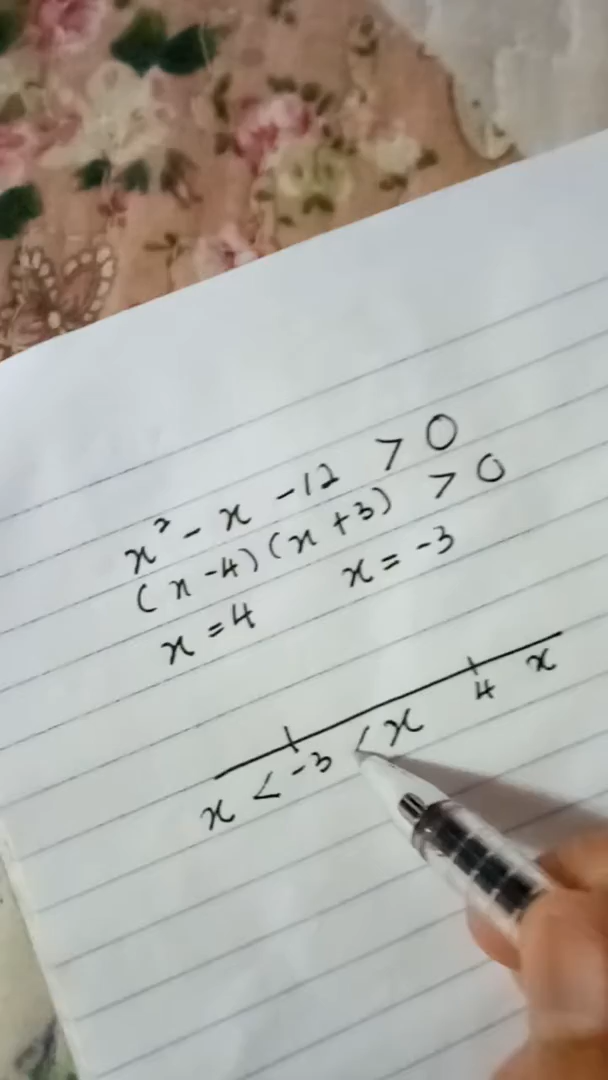 x² - x - 12 > 0
(x - 4)(x + 3) > 0
x = 4 x = -3
x < -3 < x 4 x